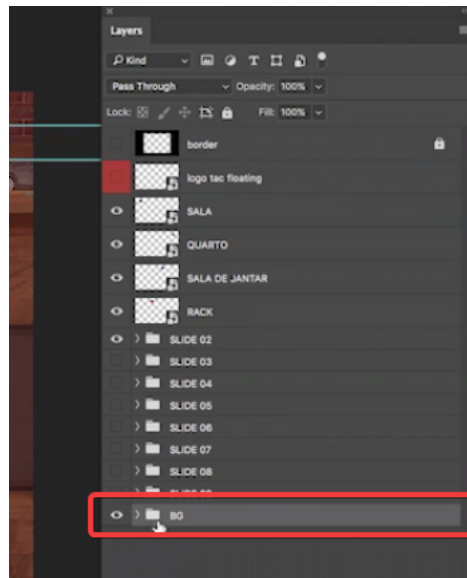 Layers
Kind
T
Pass Through Opacity: 100%
Lock: Fill: 100%
border
logo tac floating
SALA
QUARTO
SALA DE JANTAR
RACK
SLIDE 02
SLIDE 03
SLIDE 04
SLIDE 05
SLIDE 06
SLIDE 07
SLIDE 08
BG